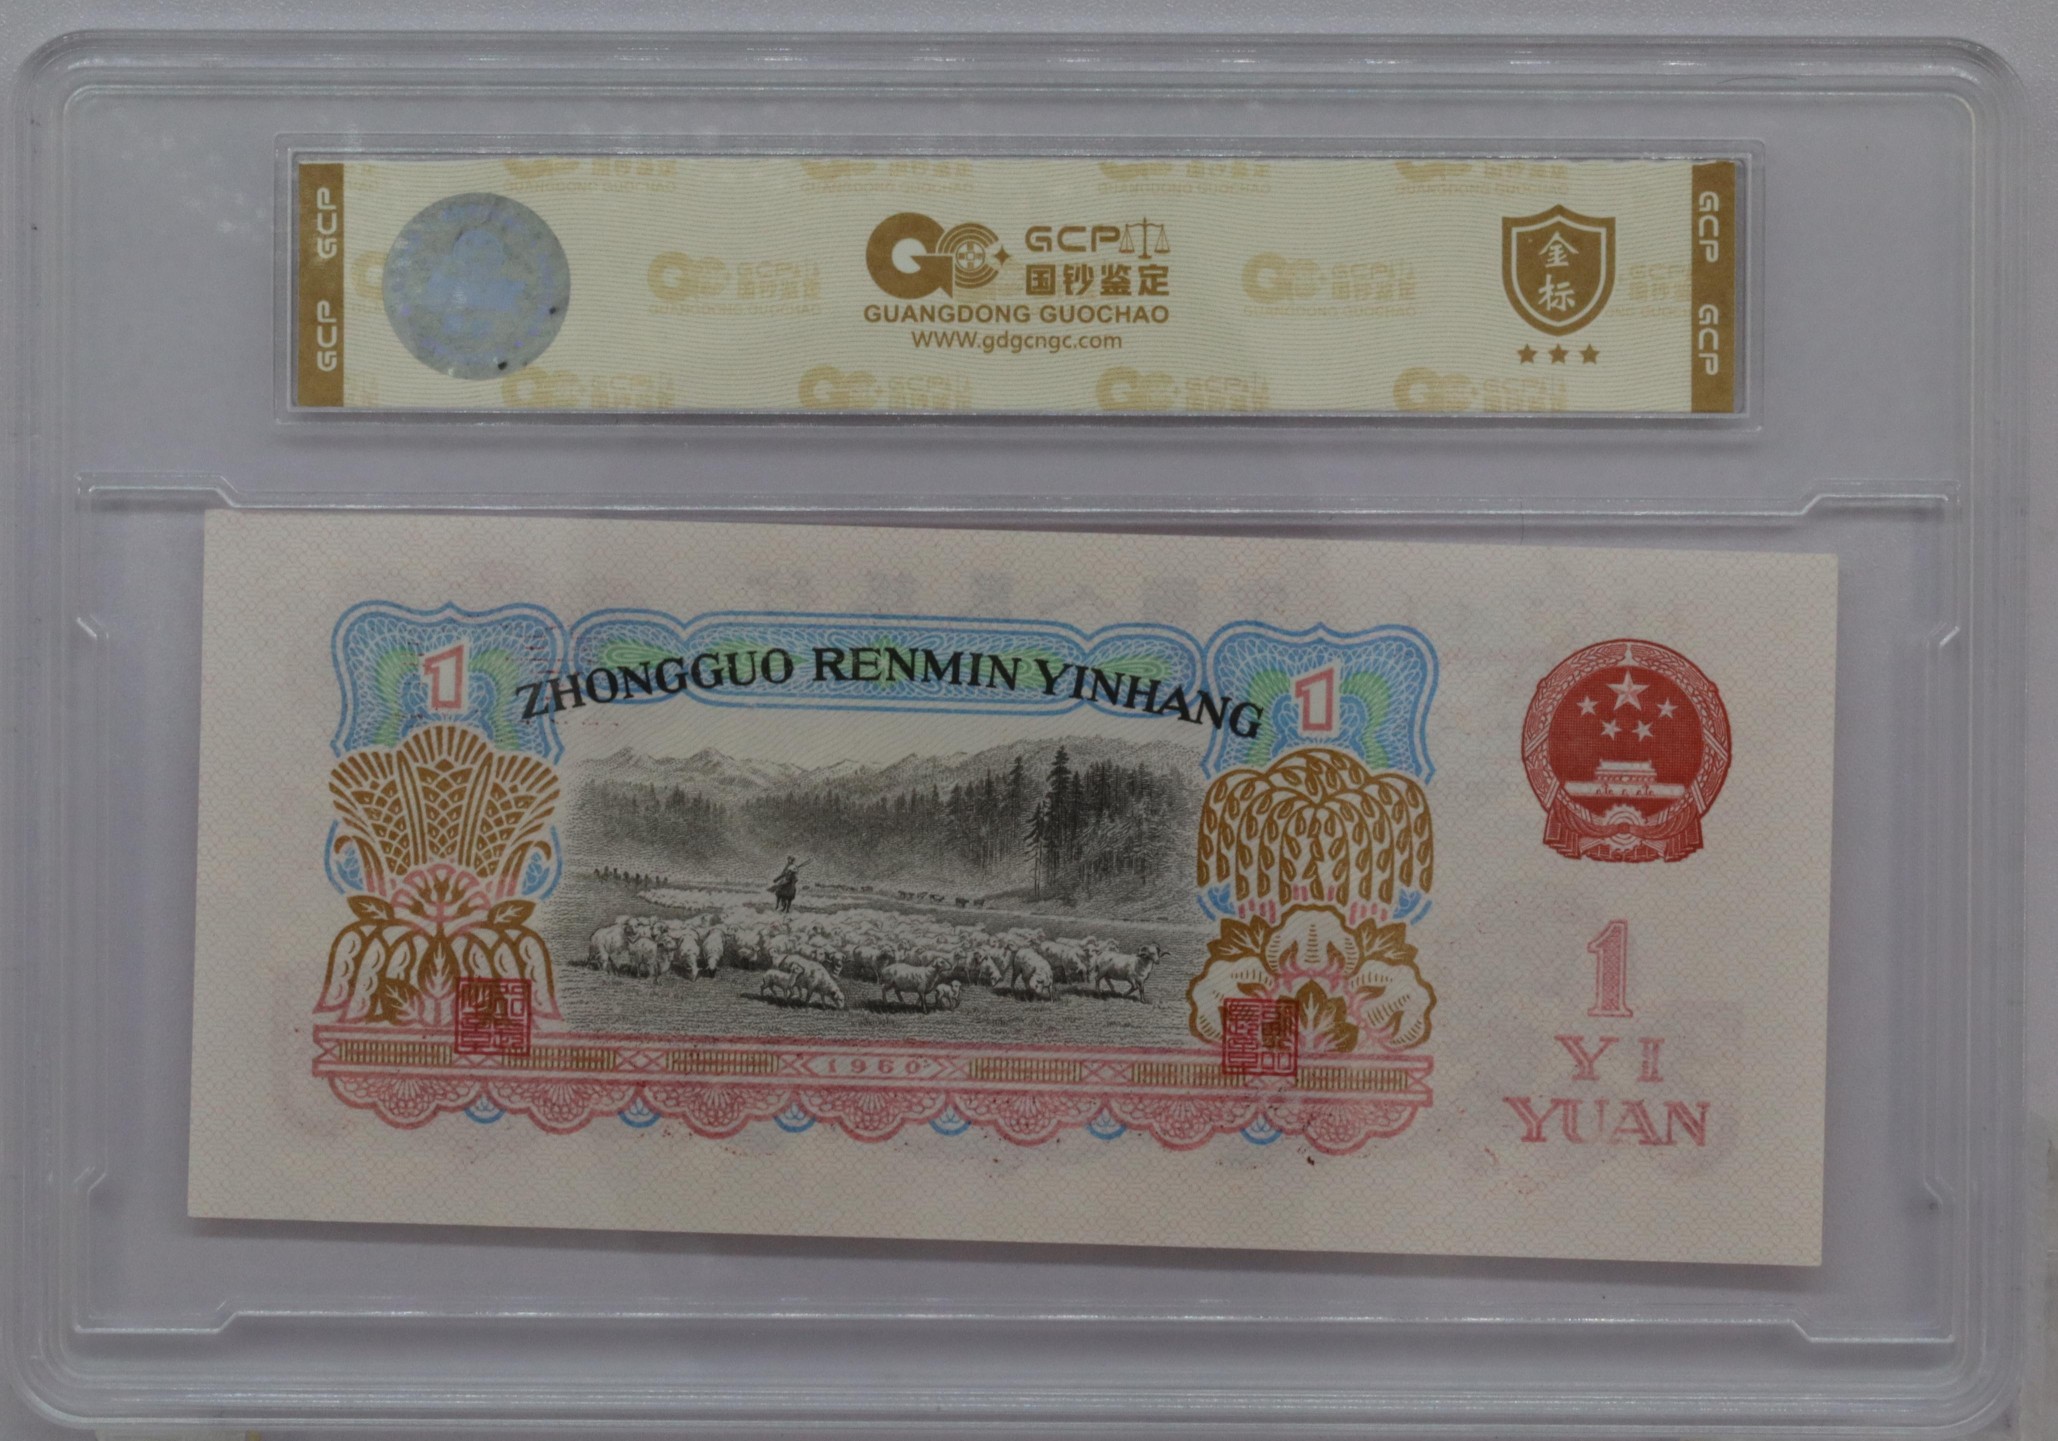 GCP GCP
GCP
国钞鉴定
GUANGDONG GUOCHAO
WWW.gdgcngc.com
金
标
GCP GCP
1
ZHONGGUO RENMIN YINHANG
1
1960
1
YI
YUAN